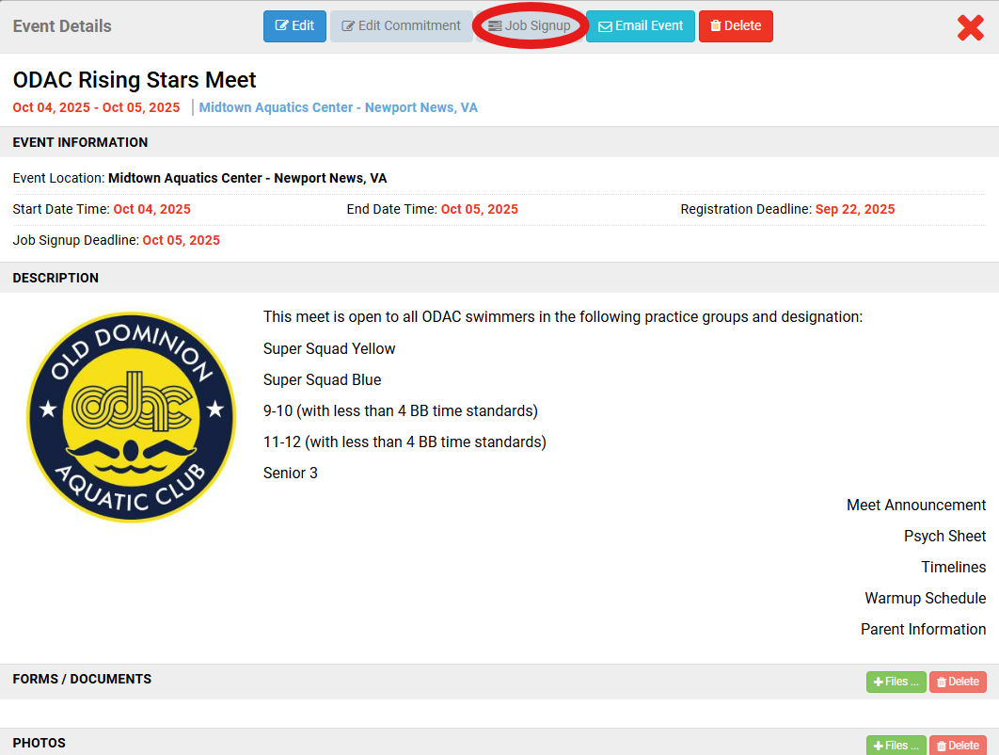 Event Details
Edit
Edit Commitment
Job Signup
Email Event
Delete
ODAC Rising Stars Meet
Oct 04, 2025 - Oct 05, 2025
Midtown Aquatics Center - Newport News, VA
EVENT INFORMATION
Event Location: Midtown Aquatics Center - Newport News, VA
Start Date Time: Oct 04, 2025
End Date Time: Oct 05, 2025
Registration Deadline: Sep 22, 2025
Job Signup Deadline: Oct 05, 2025
DESCRIPTION
OLD DOMINION
odac
AQUATIC CLUB
This meet is open to all ODAC swimmers in the following practice groups and designation:
Super Squad Yellow
Super Squad Blue
9-10 (with less than 4 BB time standards)
11-12 (with less than 4 BB time standards)
Senior 3
Meet Announcement
Psych Sheet
Timelines
Warmup Schedule
Parent Information
FORMS / DOCUMENTS
Files ...
Delete
PHOTOS
Files ...
Delete